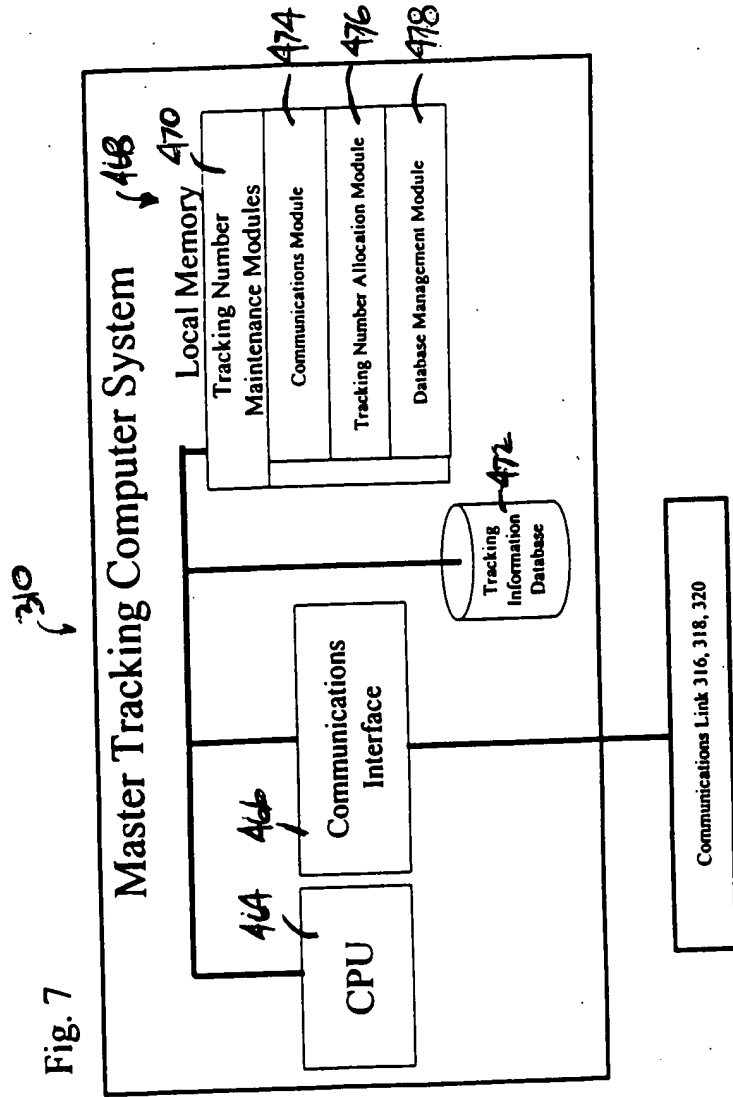 Fig. 7
310
Master Tracking Computer System
468
Local Memory
470
Tracking Number
Maintenance Modules
Communications Module
474
Tracking Number Allocation Module
476
Database Management Module
478
464
CPU
466
Communications
Interface
472
Tracking
Information
Database
Communications Link 316, 318, 320